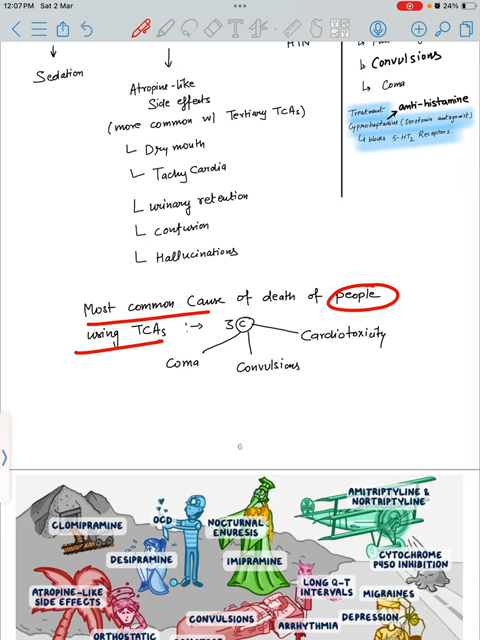 12:07 PM Sat 2 Mar
24%
HTN
Sedation
Atropine-like
Side effects
(more common w/ Tertiary TCAs)
Dry mouth
Tachycardia
urinary retention
confusion
Hallucinations
Convulsions
Coma
Treatment
anti-histamine
Cyproheptadine (Serotonin antagonist)
blocks 5-HT2 Receptors.
Most common cause of death of people
using TCAs :→ 3 C
Cardiotoxicity
Coma
Convulsions
6
CLOMIPRAMINE
OCD
NOCTURNAL
ENURESIS
AMITRIPTYLINE &
NORTRIPTYLINE
DESIPRAMINE
IMIPRAMINE
CYTOCHROME
P450 INHIBITION
ATROPINE-LIKE
SIDE EFFECTS
LONG Q-T
INTERVALS
MIGRAINES
CONVULSIONS
ARRHYTHMIA
DEPRESSION
ORTHOSTATIC